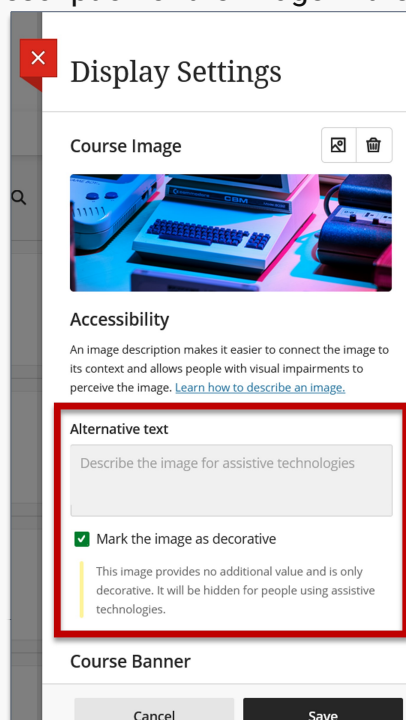 Display Settings
Course Image
CBM
Accessibility
An image description makes it easier to connect the image to
its context and allows people with visual impairments to
perceive the image. Learn how to describe an image.
Alternative text
Describe the image for assistive technologies
Mark the image as decorative
This image provides no additional value and is only
decorative. It will be hidden for people using assistive
technologies.
Course Banner
Cancel
Save